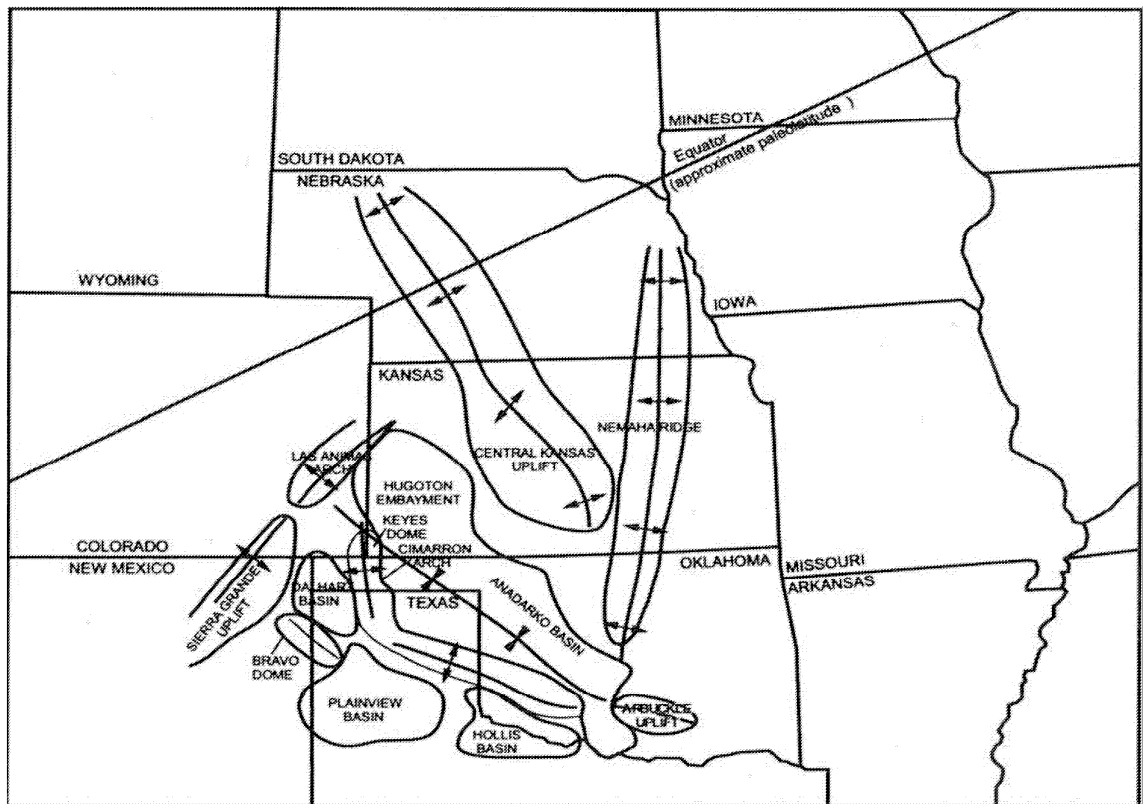 MINNESOTA
Equator
(approximate paleolatitude )
SOUTH DAKOTA
NEBRASKA
WYOMING
IOWA
KANSAS
NEMAHA RIDGE
LAS ANIMAS
ARCH
CENTRAL KANSAS
UPLIFT
HUGOTON
EMBAYMENT
KEYES
DOME
COLORADO
NEW MEXICO
CIMARRON
ARCH
OKLAHOMA
MISSOURI
ARKANSAS
DALHART
BASIN
TEXAS
ANADARKO BASIN
SIERRA GRANDE
UPLIFT
BRAVO
DOME
PLAINVIEW
BASIN
HOLLIS
BASIN
ARBUCKLE
UPLIFT